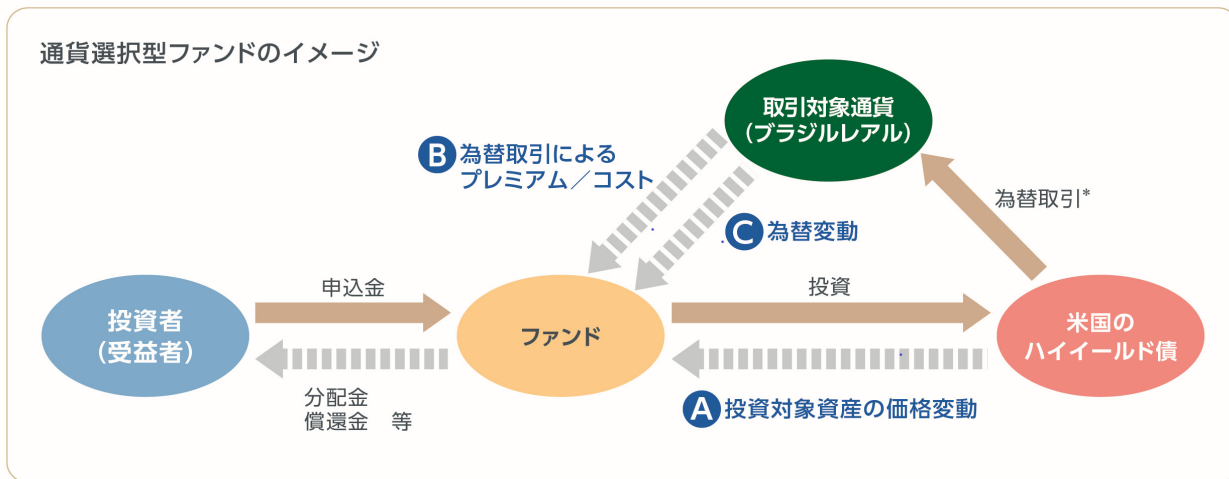 通貨選択型ファンドのイメージ
取引対象通貨
（ブラジルレアル）
B 為替取引による
プレミアム／コスト
為替取引*
C 為替変動
申込金
投資
投資者
（受益者）
ファンド
米国の
ハイイールド債
分配金
償還金 等
A 投資対象資産の価格変動